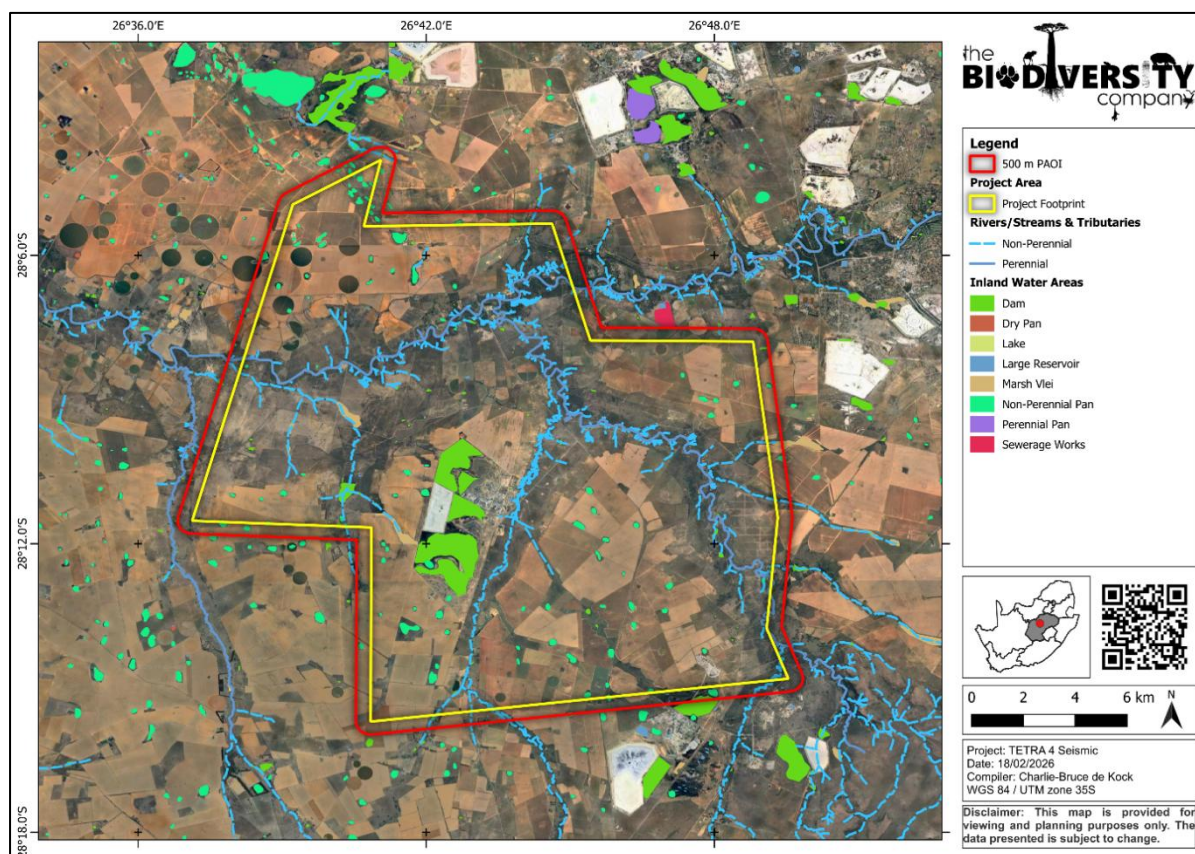 26°36.0'E
26°42.0'E
26°48.0'E
28°6.0'S
28°12.0'S
28°18.0'S
the
BIODIVERSITY
company
Legend
500 m PAOI
Project Area
Project Footprint
Rivers/Streams & Tributaries
Non-Perennial
Perennial
Inland Water Areas
Dam
Dry Pan
Lake
Large Reservoir
Marsh Vlei
Non-Perennial Pan
Perennial Pan
Sewerage Works
0 2 4 6 km
N
Project: TETRA 4 Seismic
Date: 18/02/2026
Compiler: Charlie-Bruce de Kock
WGS 84 / UTM zone 35S
Disclaimer: This map is provided for
viewing and planning purposes only. The
data presented is subject to change.